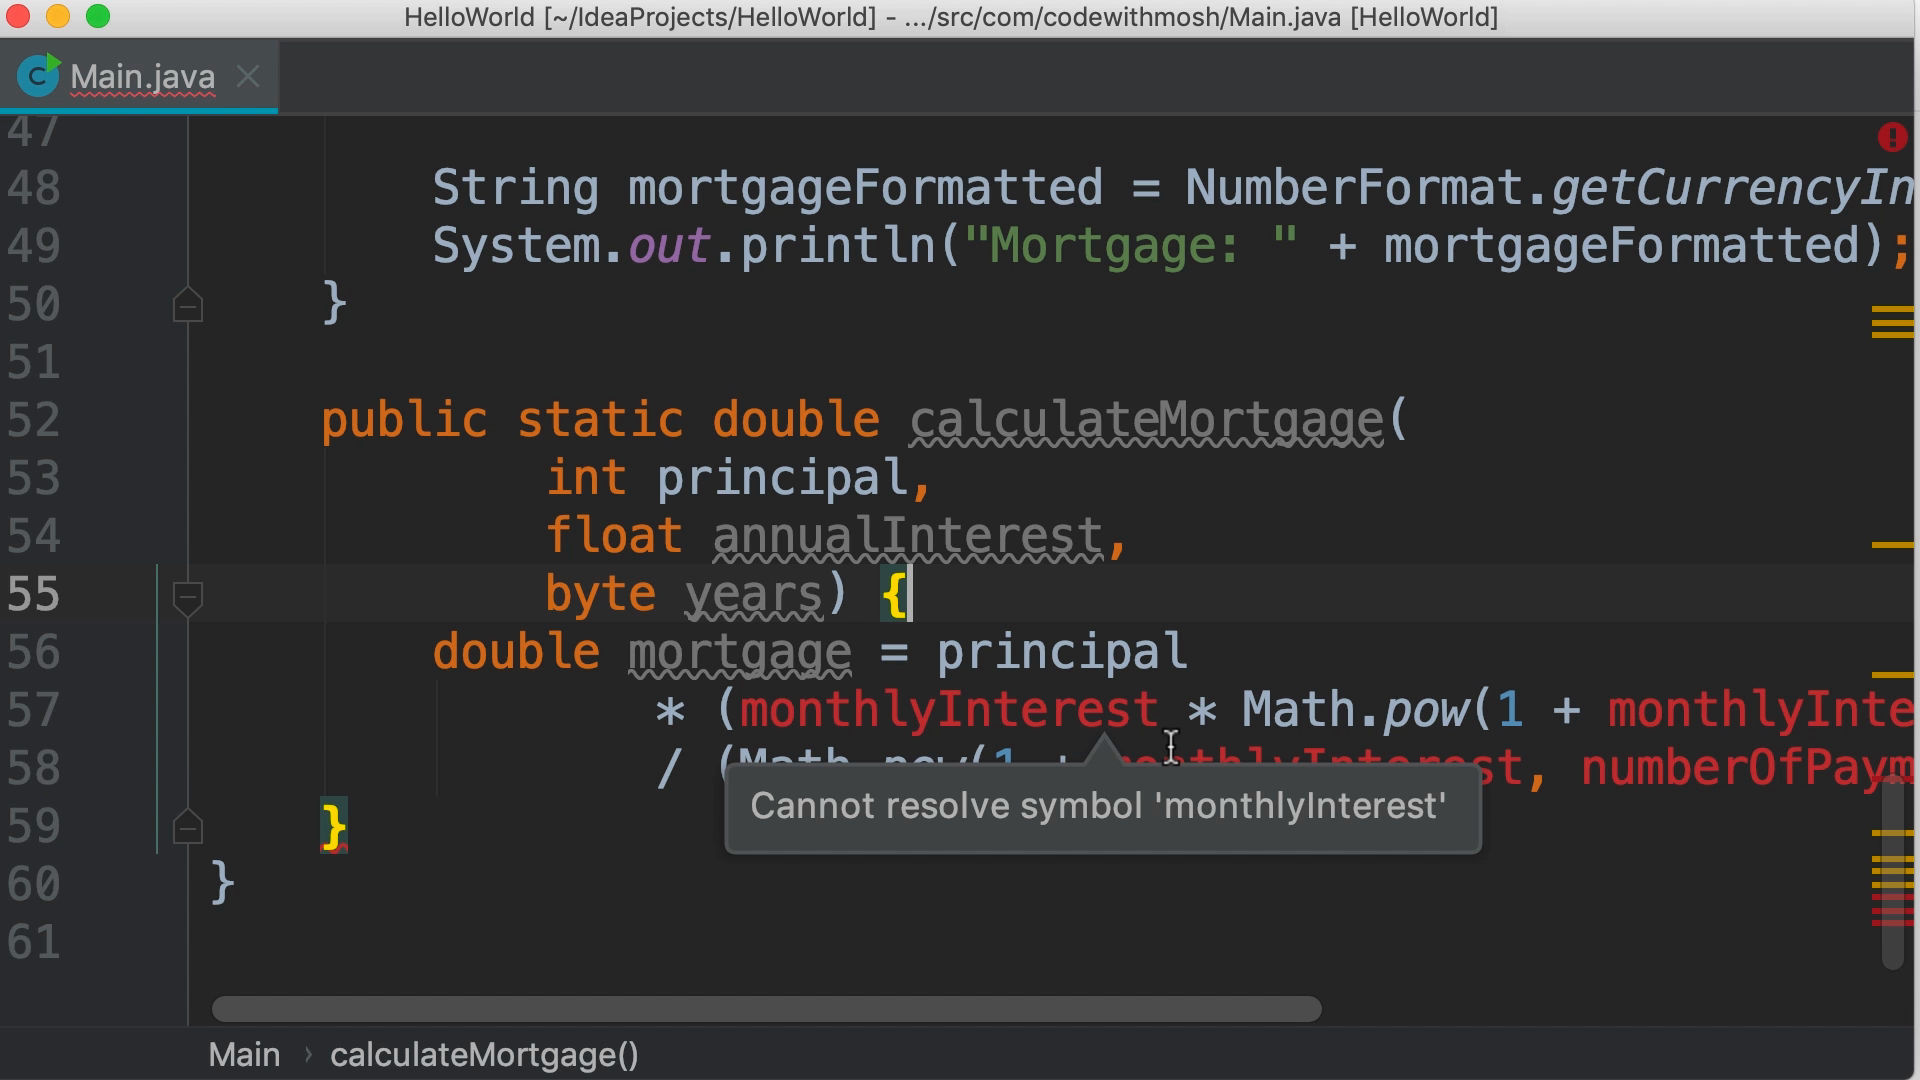 HelloWorld [~/IdeaProjects/HelloWorld] - .../src/com/codewithmosh/Main.java [HelloWorld]
C Main.java
47
48 String mortgageFormatted = NumberFormat.getCurrencyIn
49 System.out.println("Mortgage: " + mortgageFormatted);
50 }
51
52 public static double calculateMortgage(
53 int principal,
54 float annualInterest,
55 byte years) {
56 double mortgage = principal
57 * (monthlyInterest * Math.pow(1 + monthlyInte
58 / (Math.pow(1 + monthlyInterest, numberOfPaym
Cannot resolve symbol 'monthlyInterest'
59 }
60 }
61
Main › calculateMortgage()